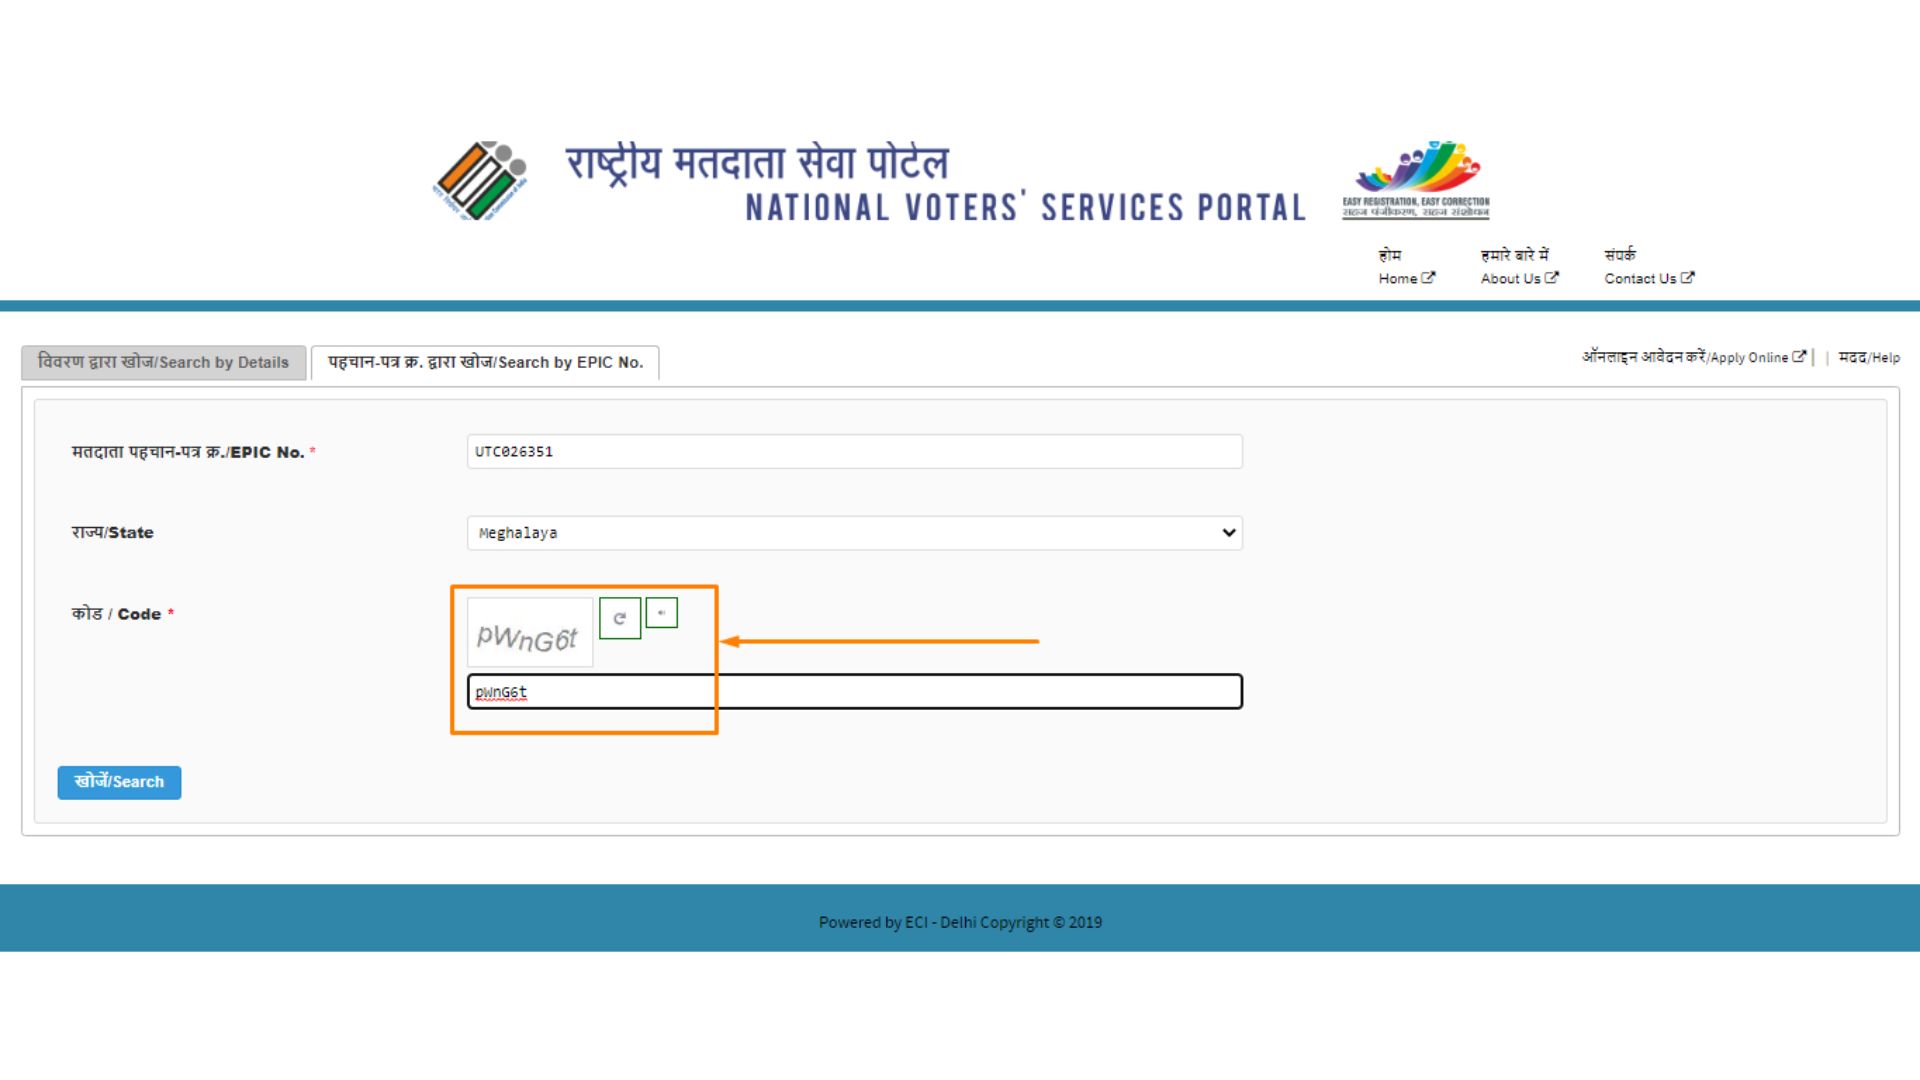 राष्ट्रीय मतदाता सेवा पोर्टल
NATIONAL VOTERS' SERVICES PORTAL
EASY REGISTRATION, EASY CORRECTION
सहज पंजीकरण, सहज संशोधन
होम हमारे बारे में संपर्क
Home About Us Contact Us
विवरण द्वारा खोज/Search by Details पहचान-पत्र क्र. द्वारा खोज/Search by EPIC No. ऑनलाइन आवेदन करें/Apply Online | | मदद/Help
मतदाता पहचान-पत्र क्र./EPIC No. * UTC026351
राज्य/State Meghalaya
कोड / Code * pWnG6t
pWnG6t
खोजें/Search
Powered by ECI - Delhi Copyright © 2019